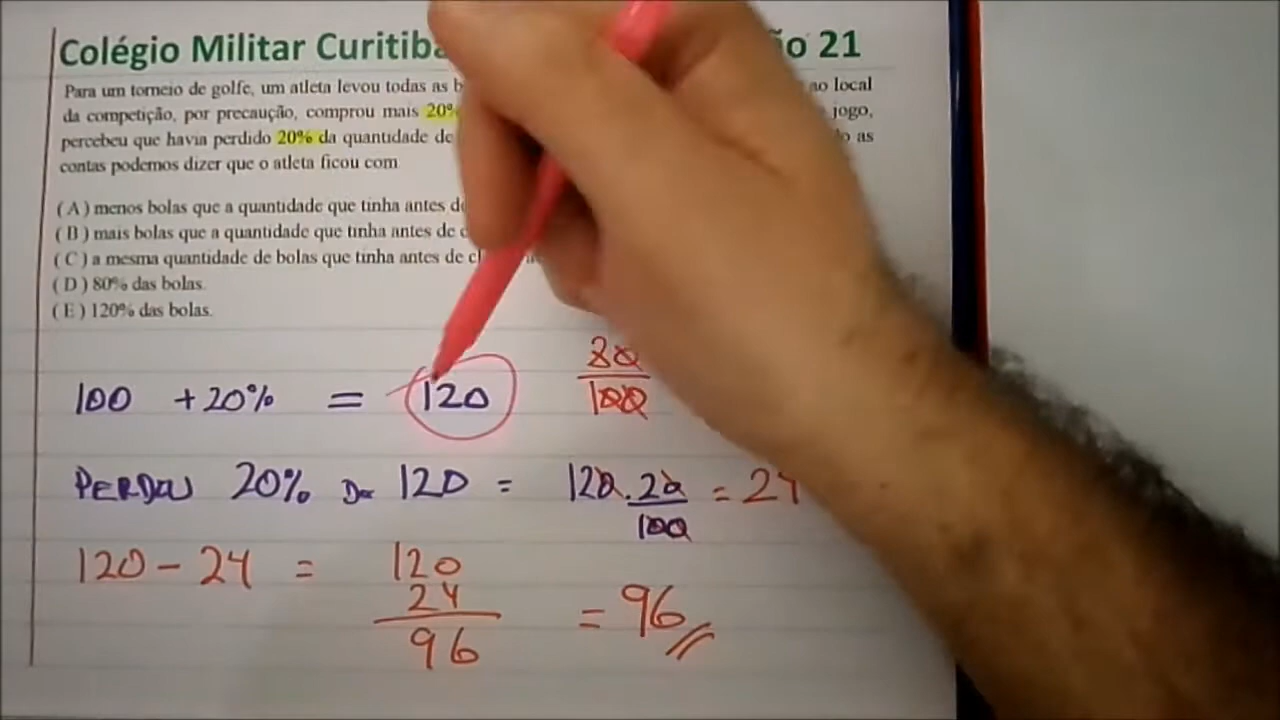 Colégio Militar Curitiba ão 21
Para um torneio de golfe, um atleta levou todas as b ao local
da competição, por precaução, comprou mais 20% jogo,
percebeu que havia perdido 20% da quantidade de o as
contas podemos dizer que o atleta ficou com
( A ) menos bolas que a quantidade que tinha antes de
( B ) mais bolas que a quantidade que tinha antes de c
( C ) a mesma quantidade de bolas que tinha antes de c
( D ) 80% das bolas.
( E ) 120% das bolas.
20
100
100 +20% = 120
PERDEU 20% De 120 = 120.20 = 24
100
120 - 24 = 120
24
96
= 96